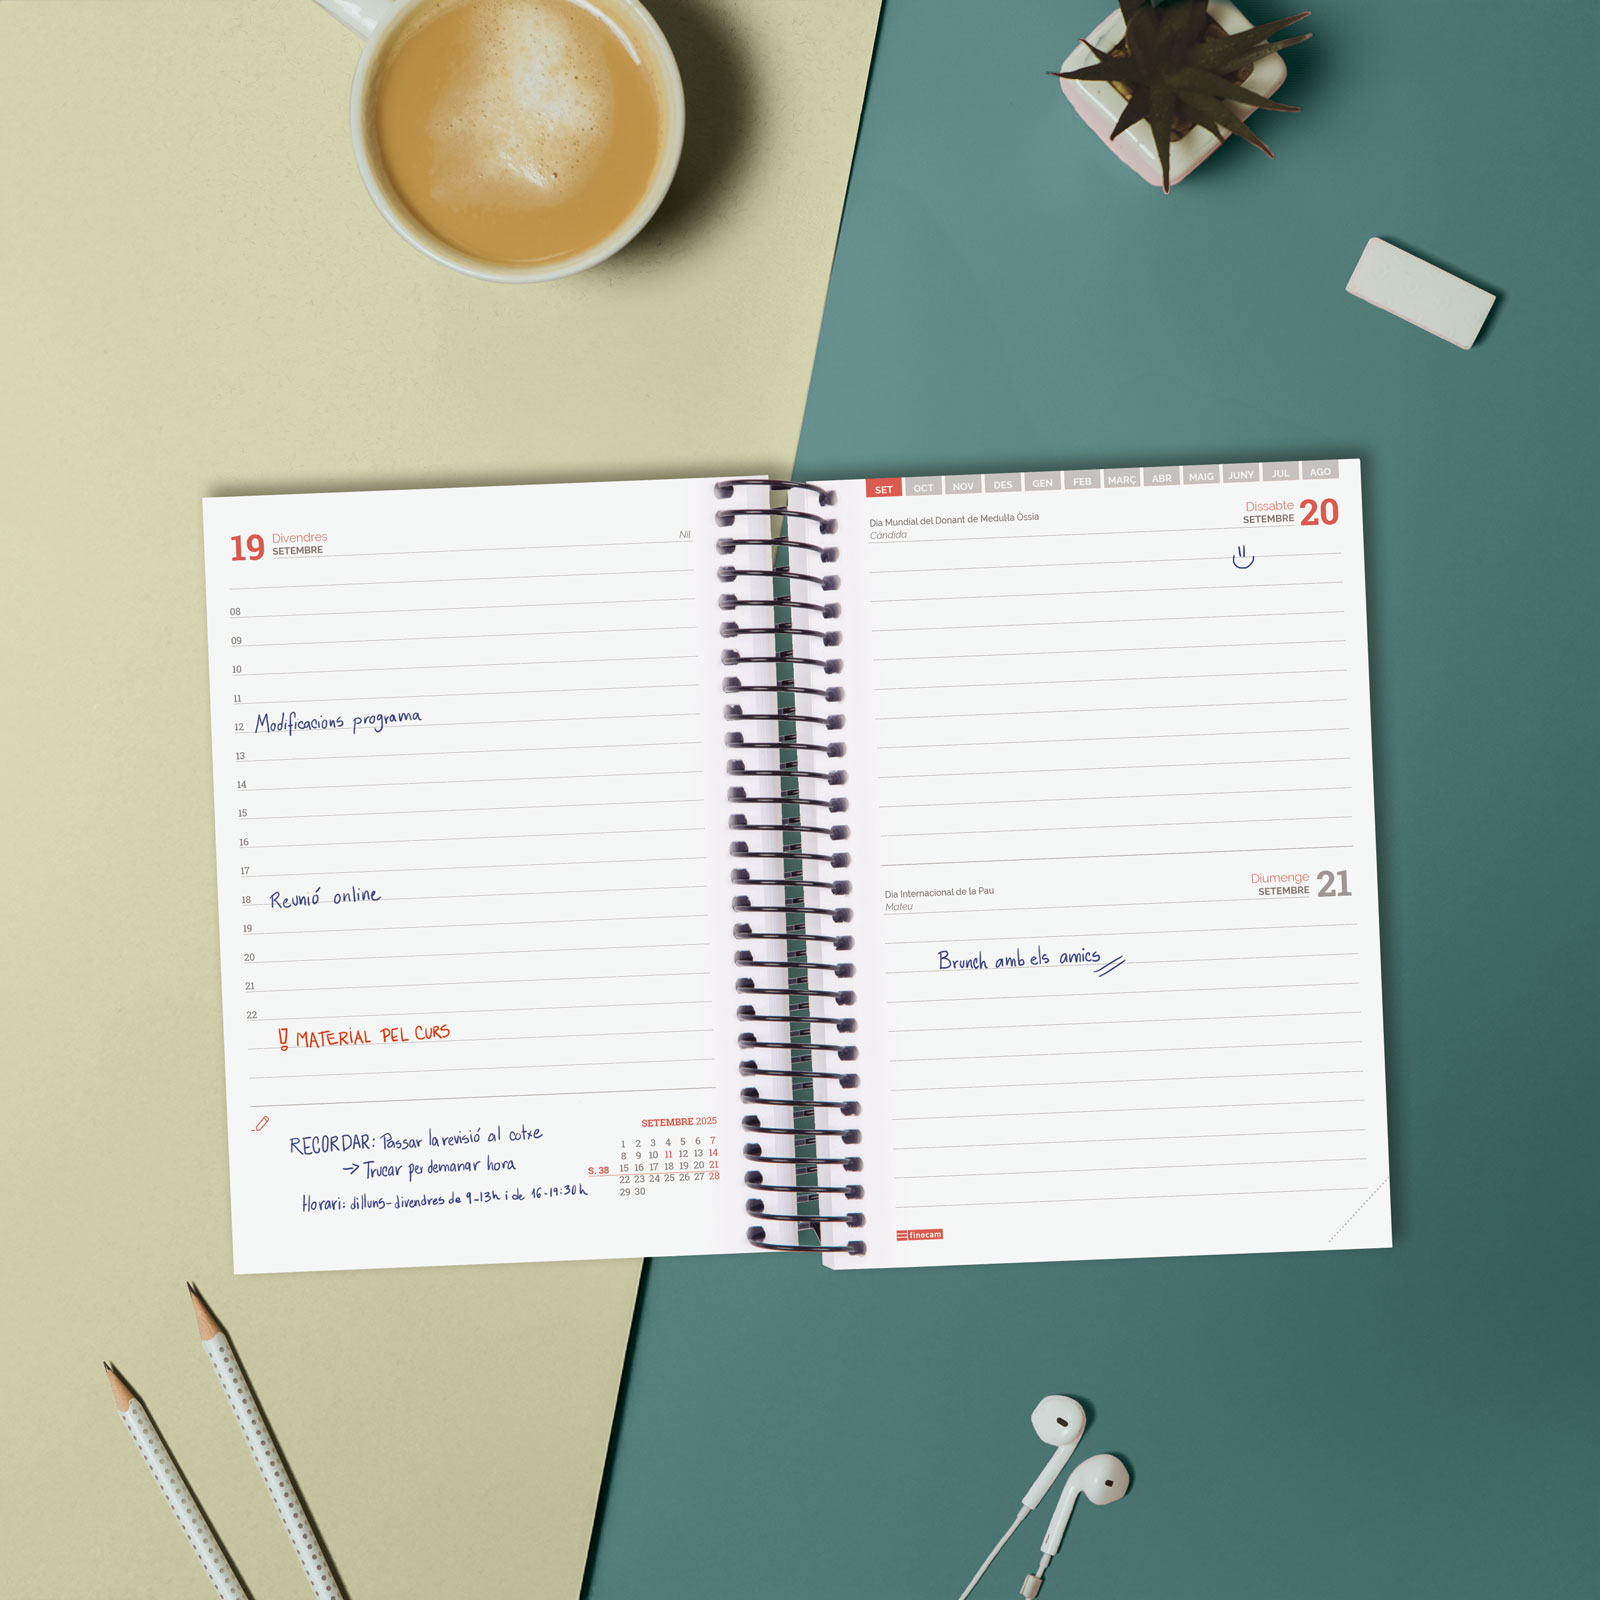 19 Divendres
SETEMBRE
Nil
08
09
10
11
12 Modificacions programa
13
14
15
16
17
18 Reunió online
19
20
21
22
! MATERIAL PEL CURS
RECORDAR: Passar la revisió al cotxe
→ Trucar per demanar hora
Horari: dilluns-divendres de 9-13h i de 16-19:30h
SETEMBRE 2025
1 2 3 4 5 6 7
8 9 10 11 12 13 14
S. 38 15 16 17 18 19 20 21
22 23 24 25 26 27 28
29 30
SET OCT NOV DES GEN FEB MARÇ ABR MAIG JUNY JUL AGO
Dia Mundial del Donant de Medul·la Òssia
Càndida
Dissabte
SETEMBRE 20
Dia Internacional de la Pau
Mateu
Diumenge
SETEMBRE 21
Brunch amb els amics
finocam